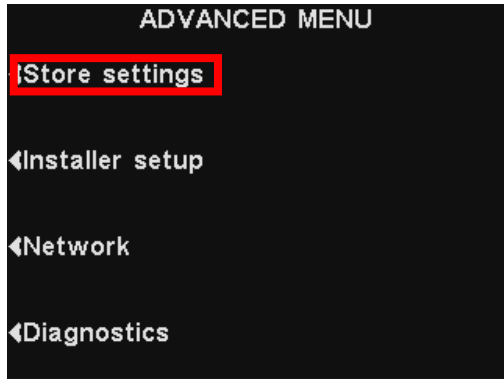 ADVANCED MENU
Store settings
Installer setup
Network
Diagnostics